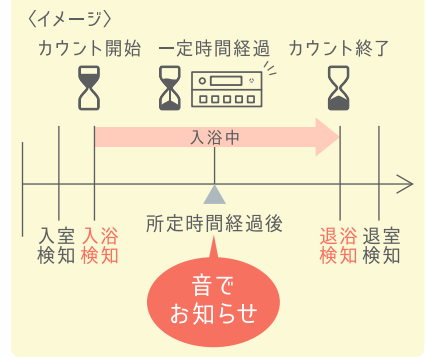 〈イメージ〉
カウント開始
一定時間経過
カウント終了
入浴中
所定時間経過後
入室検知
入浴検知
退浴検知
退室検知
音で
お知らせ